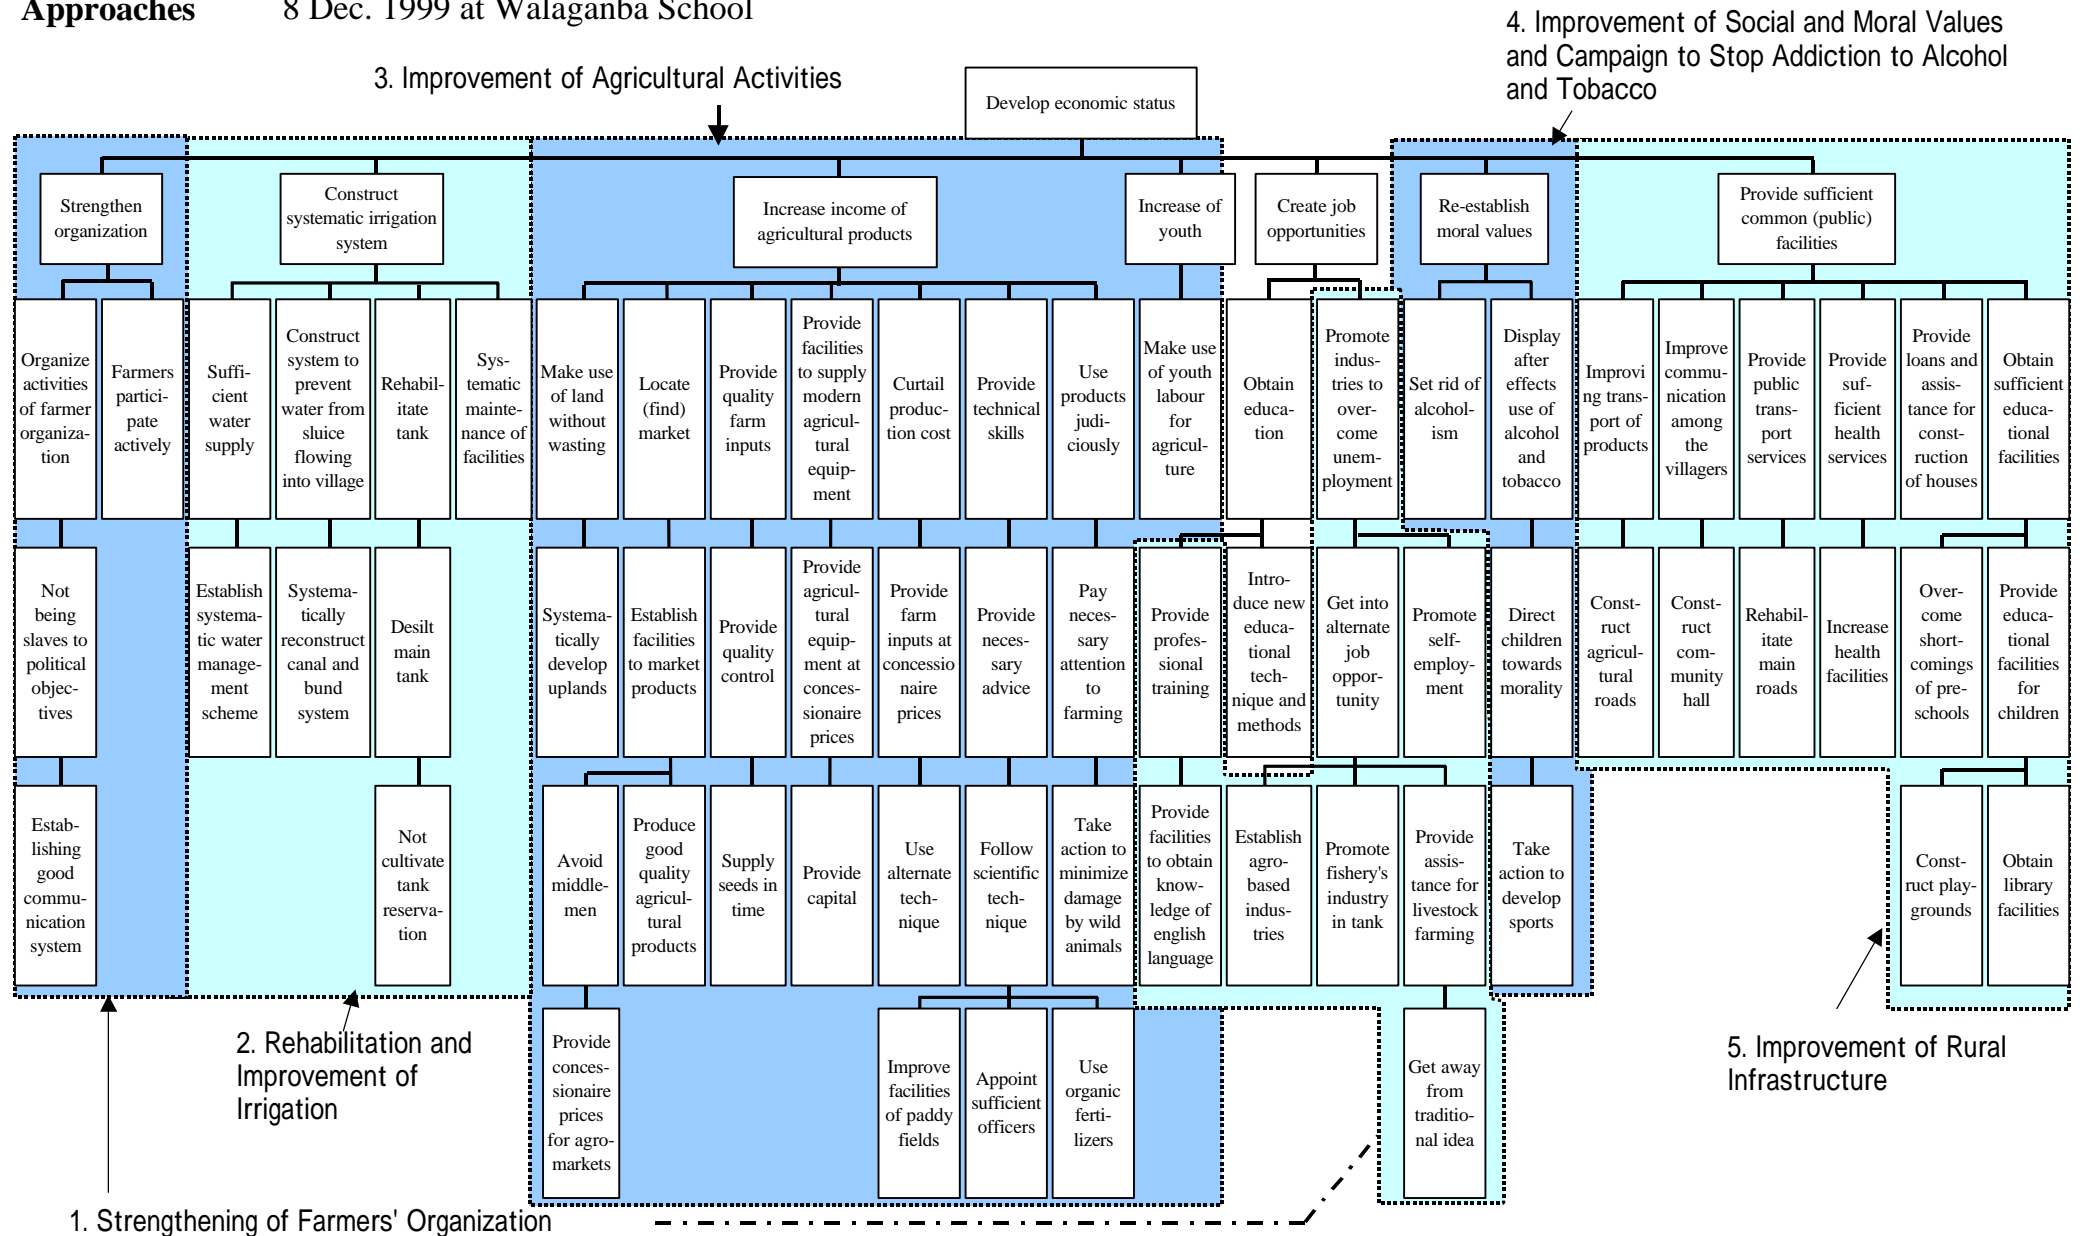 Approaches 8 Dec. 1999 at Walaganba School
4. Improvement of Social and Moral Values
and Campaign to Stop Addiction to Alcohol
and Tobacco
3. Improvement of Agricultural Activities
Develop economic status
Strengthen
organization
Construct
systematic irrigation
system
Increase income of
agricultural products
Increase of
youth
Create job
opportunities
Re-establish
moral values
Provide sufficient
common (public)
facilities
Organize
activities
of farmer
organiza-
tion
Farmers
partici-
pate
actively
Suffi-
cient
water
supply
Construct
system to
prevent
water from
sluice
flowing
into village
Rehabil-
itate
tank
Sys-
tematic
mainte-
nance of
facilities
Make use
of land
without
wasting
Locate
(find)
market
Provide
quality
farm
inputs
Provide
facilities
to supply
modern
agricul-
tural
equip-
ment
Curtail
produc-
tion cost
Provide
technical
skills
Use
products
judi-
ciously
Make use
of youth
labour
for
agricul-
ture
Obtain
educa-
tion
Promote
indus-
tries to
over-
come
unem-
ployment
Set rid of
alcohol-
ism
Display
after
effects
use of
alcohol
and
tobacco
Improvi
ng trans-
port of
products
Improve
commu-
nication
among
the
villagers
Provide
public
trans-
port
services
Provide
suf-
ficient
health
services
Provide
loans and
assis-
tance for
const-
ruction
of houses
Obtain
sufficient
educa-
tional
facilities
Not
being
slaves to
political
objec-
tives
Establish
systema-
tic water
manage-
ment
scheme
Systema-
tically
reconstruct
canal and
bund
system
Desilt
main
tank
Systema-
tically
develop
uplands
Establish
facilities
to market
products
Provide
quality
control
Provide
agricul-
tural
equip-
ment at
conces-
sionaire
prices
Provide
farm
inputs at
concessio
naire
prices
Provide
neces-
sary
advice
Pay
neces-
sary
attention
to
farming
Provide
profes-
sional
training
Intro-
duce new
educa-
tional
tech-
nique and
methods
Get into
alternate
job
oppor-
tunity
Promote
self-
employ-
ment
Direct
children
towards
morality
Const-
ruct
agricul-
tural
roads
Const-
ruct
com-
munity
hall
Rehabil-
itate
main
roads
Increase
health
facilities
Over-
come
short-
comings
of pre-
schools
Provide
educa-
tional
facilities
for
children
Estab-
lishing
good
commu-
nication
system
Not
cultivate
tank
reserva-
tion
Avoid
middle-
men
Produce
good
quality
agricul-
tural
products
Supply
seeds in
time
Provide
capital
Use
alternate
tech-
nique
Follow
scientific
tech-
nique
Take
action to
minimize
damage
by wild
animals
Provide
facilities
to obtain
know-
ledge of
english
language
Establish
agro-
based
indus-
tries
Promote
fishery's
industry
in tank
Provide
assis-
tance for
livestock
farming
Take
action to
develop
sports
Const-
ruct play-
grounds
Obtain
library
facilities
Provide
conces-
sionaire
prices
for agro-
markets
Improve
facilities
of paddy
fields
Appoint
sufficient
officers
Use
organic
ferti-
lizers
Get away
from
traditio-
nal idea
2. Rehabilitation and
Improvement of
Irrigation
5. Improvement of Rural
Infrastructure
1. Strengthening of Farmers' Organization